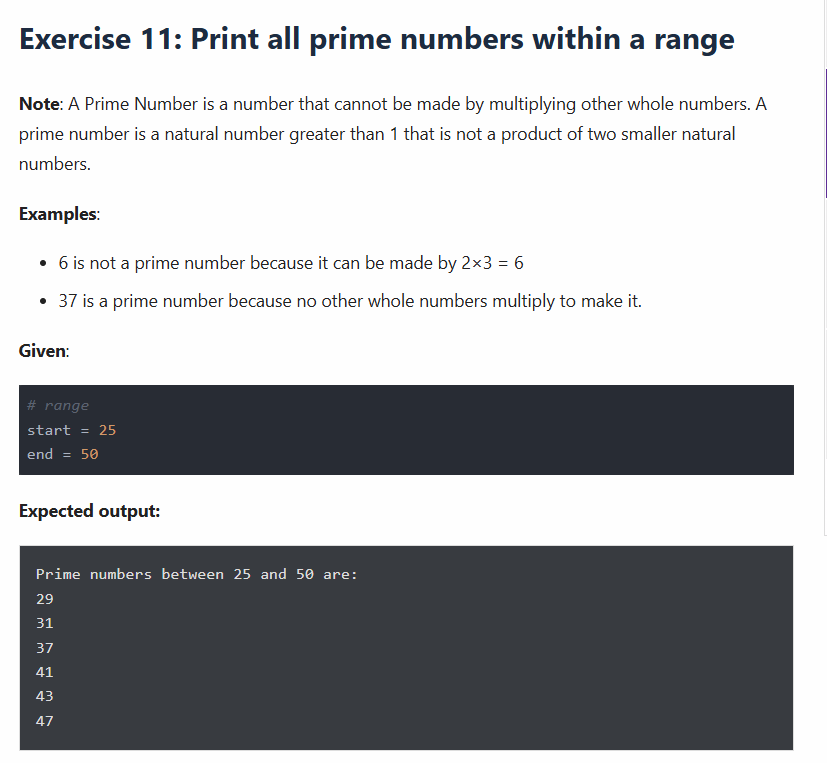 Exercise 11: Print all prime numbers within a range
Note: A Prime Number is a number that cannot be made by multiplying other whole numbers. A
prime number is a natural number greater than 1 that is not a product of two smaller natural
numbers.
Examples:
• 6 is not a prime number because it can be made by 2×3 = 6
• 37 is a prime number because no other whole numbers multiply to make it.
Given:
# range
start = 25
end = 50
Expected output:
Prime numbers between 25 and 50 are:
29
31
37
41
43
47